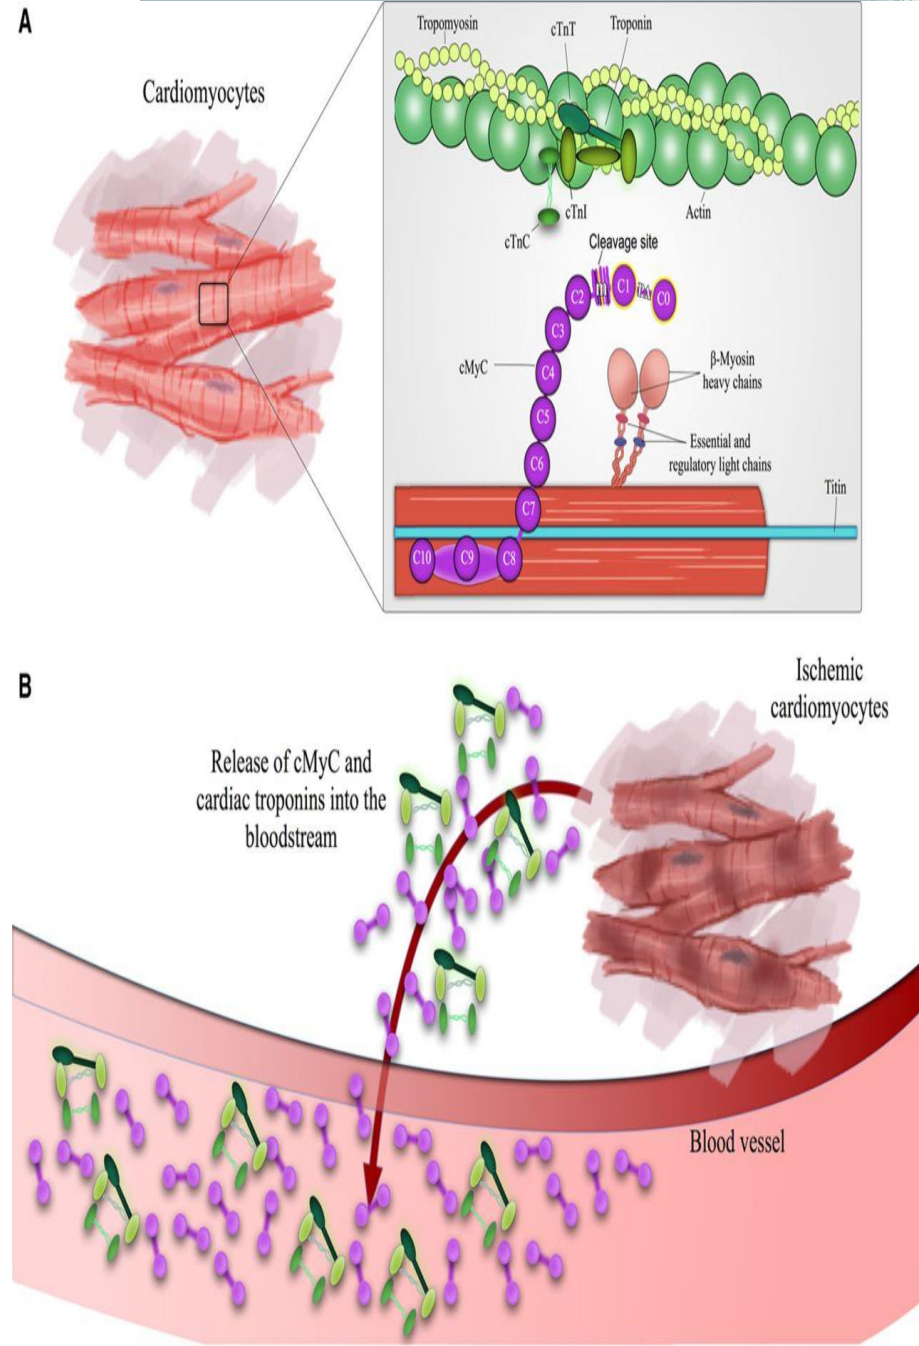 A
Cardiomyocytes
Tropomyosin
cTnT
Troponin
cTnI
Actin
cTnC
Cleavage site
C2
C1
C0
C3
cMyC
C4
β-Myosin
heavy chains
C5
Essential and
regulatory light chains
C6
Titin
C7
C10
C9
C8
B
Ischemic
cardiomyocytes
Release of cMyC and
cardiac troponins into the
bloodstream
Blood vessel